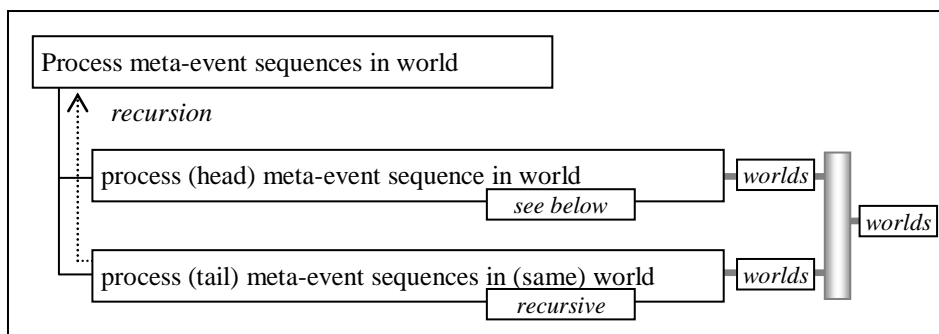 Process meta-event sequences in world
recursion
process (head) meta-event sequence in world
worlds
see below
worlds
process (tail) meta-event sequences in (same) world
worlds
recursive